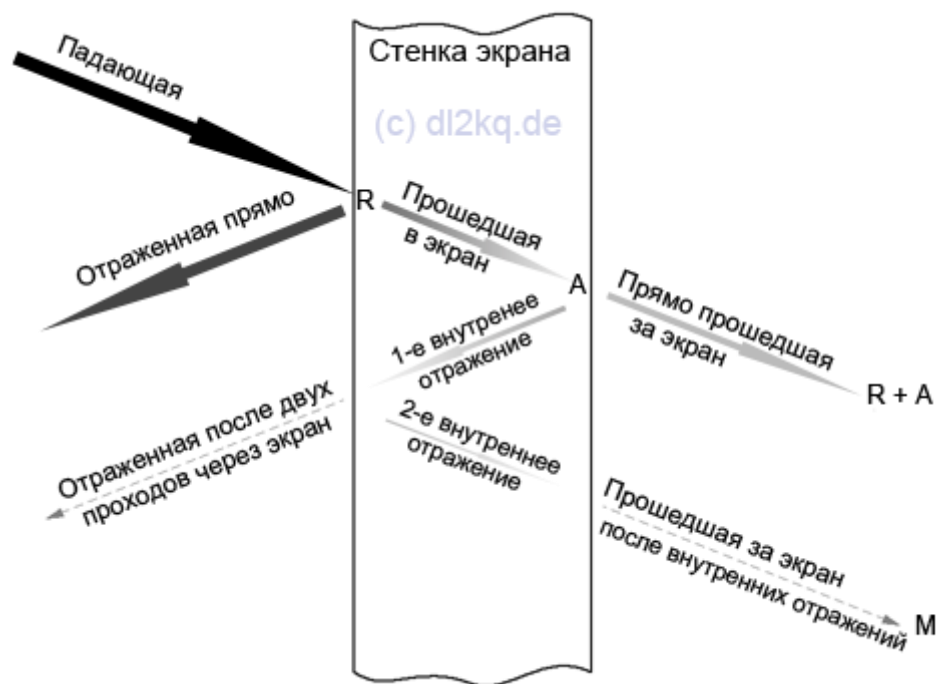 Падающая
Стенка экрана
(c) dl2kq.de
R
Отраженная прямо
Прошедшая
в экран
A
Прямо прошедшая
за экран
R + A
1-е внутренее
отражение
Отраженная после двух
проходов через экран
2-е внутреннее
отражение
Прошедшая за экран
после внутренних отражений
M